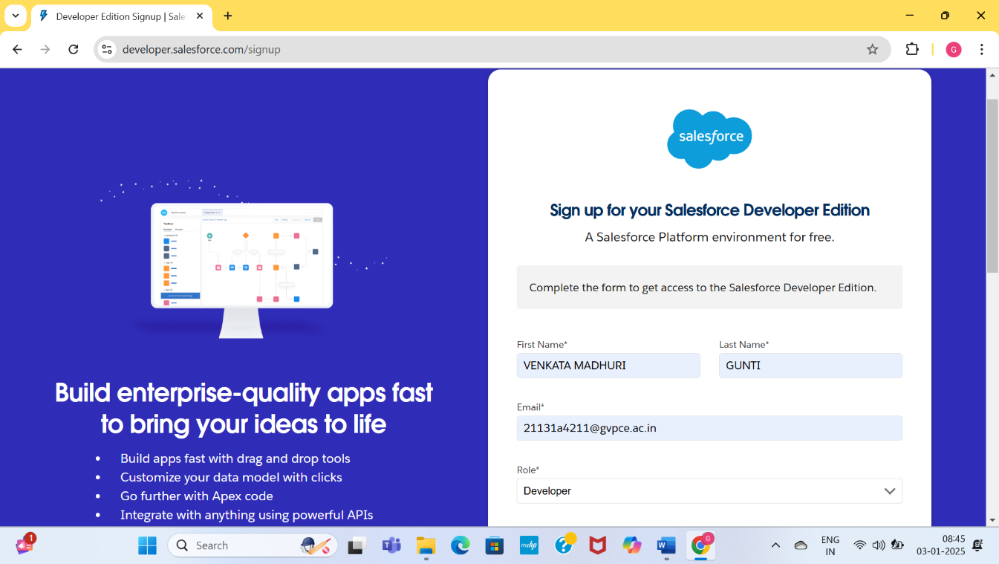 Developer Edition Signup | Sale
developer.salesforce.com/signup
G
salesforce
Sign up for your Salesforce Developer Edition
A Salesforce Platform environment for free.
Complete the form to get access to the Salesforce Developer Edition.
First Name*
Last Name*
VENKATA MADHURI
GUNTI
Email*
21131a4211@gvpce.ac.in
Role*
Developer
Build enterprise-quality apps fast
to bring your ideas to life
• Build apps fast with drag and drop tools
• Customize your data model with clicks
• Go further with Apex code
• Integrate with anything using powerful APIs
1
Search
myhp
G
ENG
IN
08:45
03-01-2025